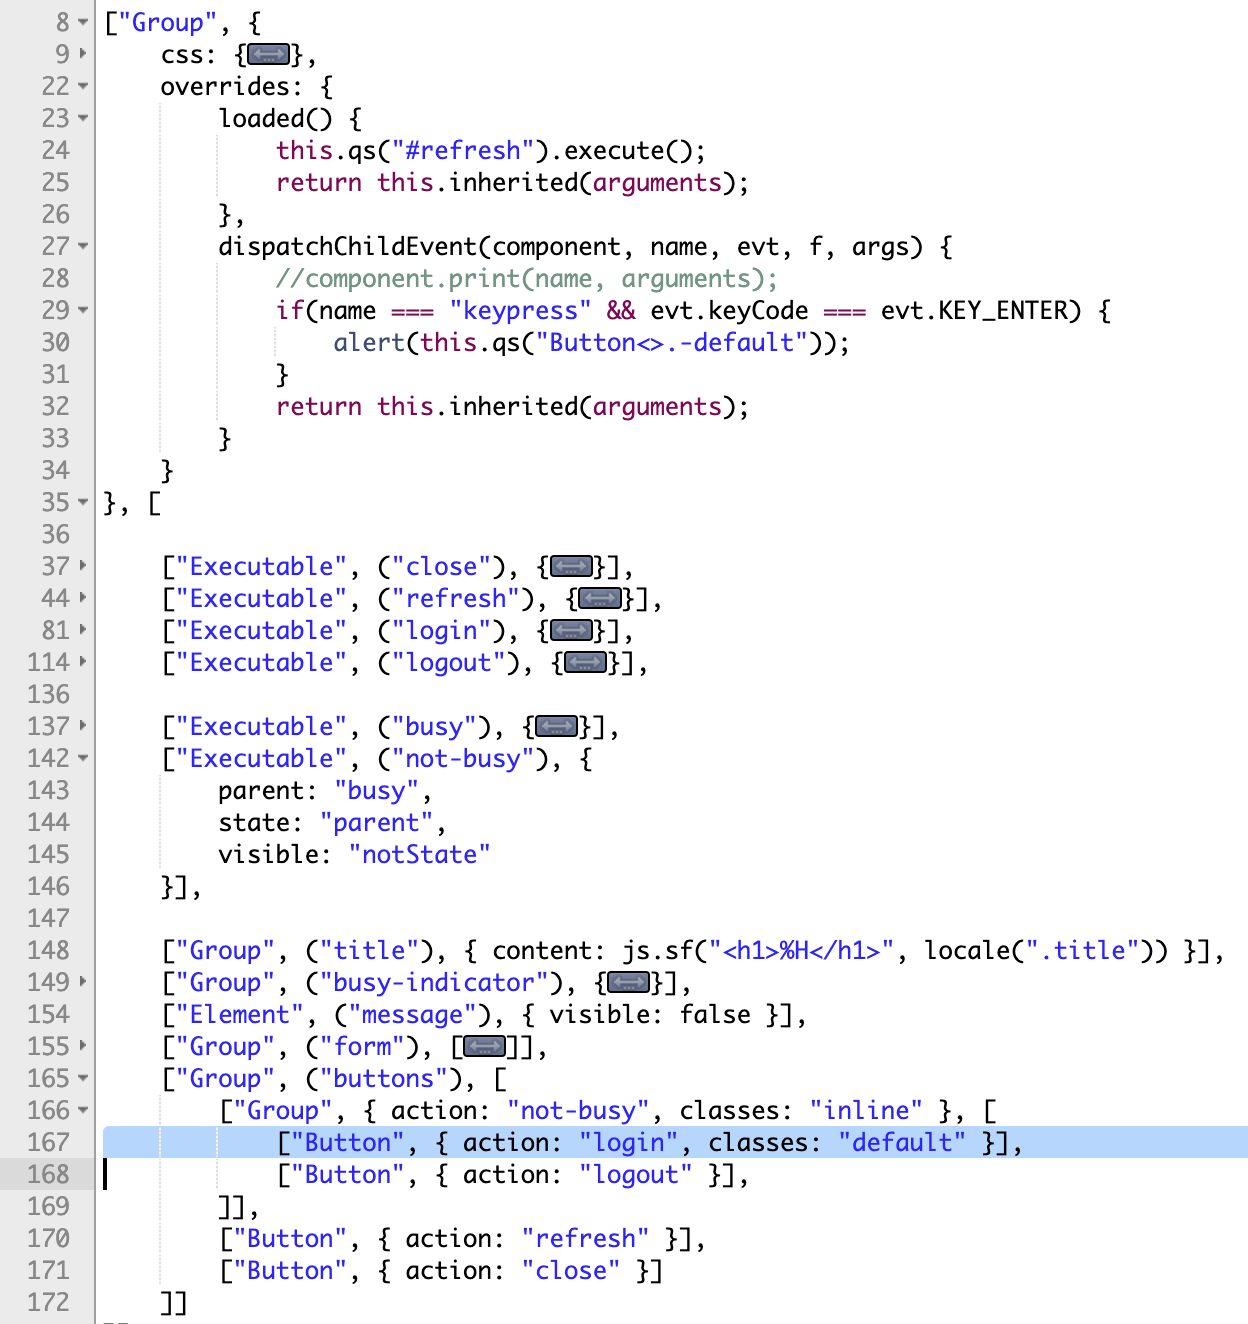 8 ["Group", {
9 css: {...},
22 overrides: {
23 loaded() {
24 this.qs("#refresh").execute();
25 return this.inherited(arguments);
26 },
27 dispatchChildEvent(component, name, evt, f, args) {
28 //component.print(name, arguments);
29 if(name === "keypress" && evt.keyCode === evt.KEY_ENTER) {
30 alert(this.qs("Button<>.-default"));
31 }
32 return this.inherited(arguments);
33 }
34 }
35 }, [
36
37 ["Executable", ("close"), {...}],
44 ["Executable", ("refresh"), {...}],
81 ["Executable", ("login"), {...}],
114 ["Executable", ("logout"), {...}],
136
137 ["Executable", ("busy"), {...}],
142 ["Executable", ("not-busy"), {
143 parent: "busy",
144 state: "parent",
145 visible: "notState"
146 }],
147
148 ["Group", ("title"), { content: js.sf("<h1>%H</h1>", locale(".title")) }],
149 ["Group", ("busy-indicator"), {...}],
154 ["Element", ("message"), { visible: false }],
155 ["Group", ("form"), [...]],
165 ["Group", ("buttons"), [
166 ["Group", { action: "not-busy", classes: "inline" }, [
167 ["Button", { action: "login", classes: "default" }],
168 ["Button", { action: "logout" }],
169 ]],
170 ["Button", { action: "refresh" }],
171 ["Button", { action: "close" }]
172 ]]